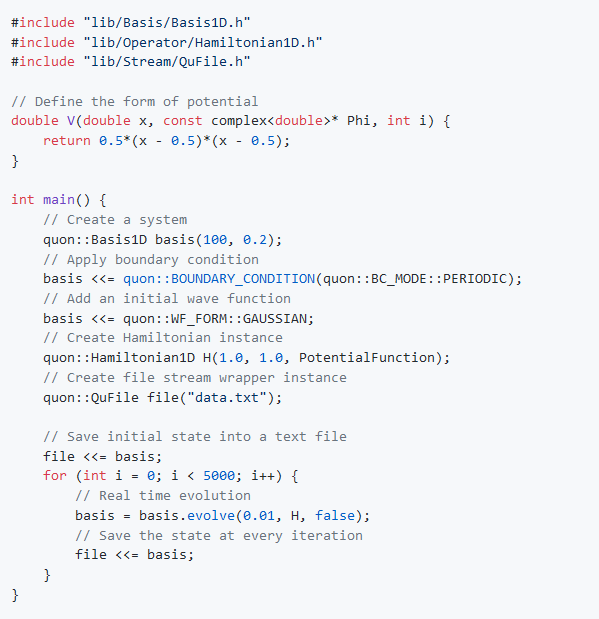 #include "lib/Basis/Basis1D.h"
#include "lib/Operator/Hamiltonian1D.h"
#include "lib/Stream/QuFile.h"

// Define the form of potential
double V(double x, const complex<double>* Phi, int i) {
    return 0.5*(x - 0.5)*(x - 0.5);
}

int main() {
    // Create a system
    quon::Basis1D basis(100, 0.2);
    // Apply boundary condition
    basis <<= quon::BOUNDARY_CONDITION(quon::BC_MODE::PERIODIC);
    // Add an initial wave function
    basis <<= quon::WF_FORM::GAUSSIAN;
    // Create Hamiltonian instance
    quon::Hamiltonian1D H(1.0, 1.0, PotentialFunction);
    // Create file stream wrapper instance
    quon::QuFile file("data.txt");

    // Save initial state into a text file
    file <<= basis;
    for (int i = 0; i < 5000; i++) {
        // Real time evolution
        basis = basis.evolve(0.01, H, false);
        // Save the state at every iteration
        file <<= basis;
    }
}